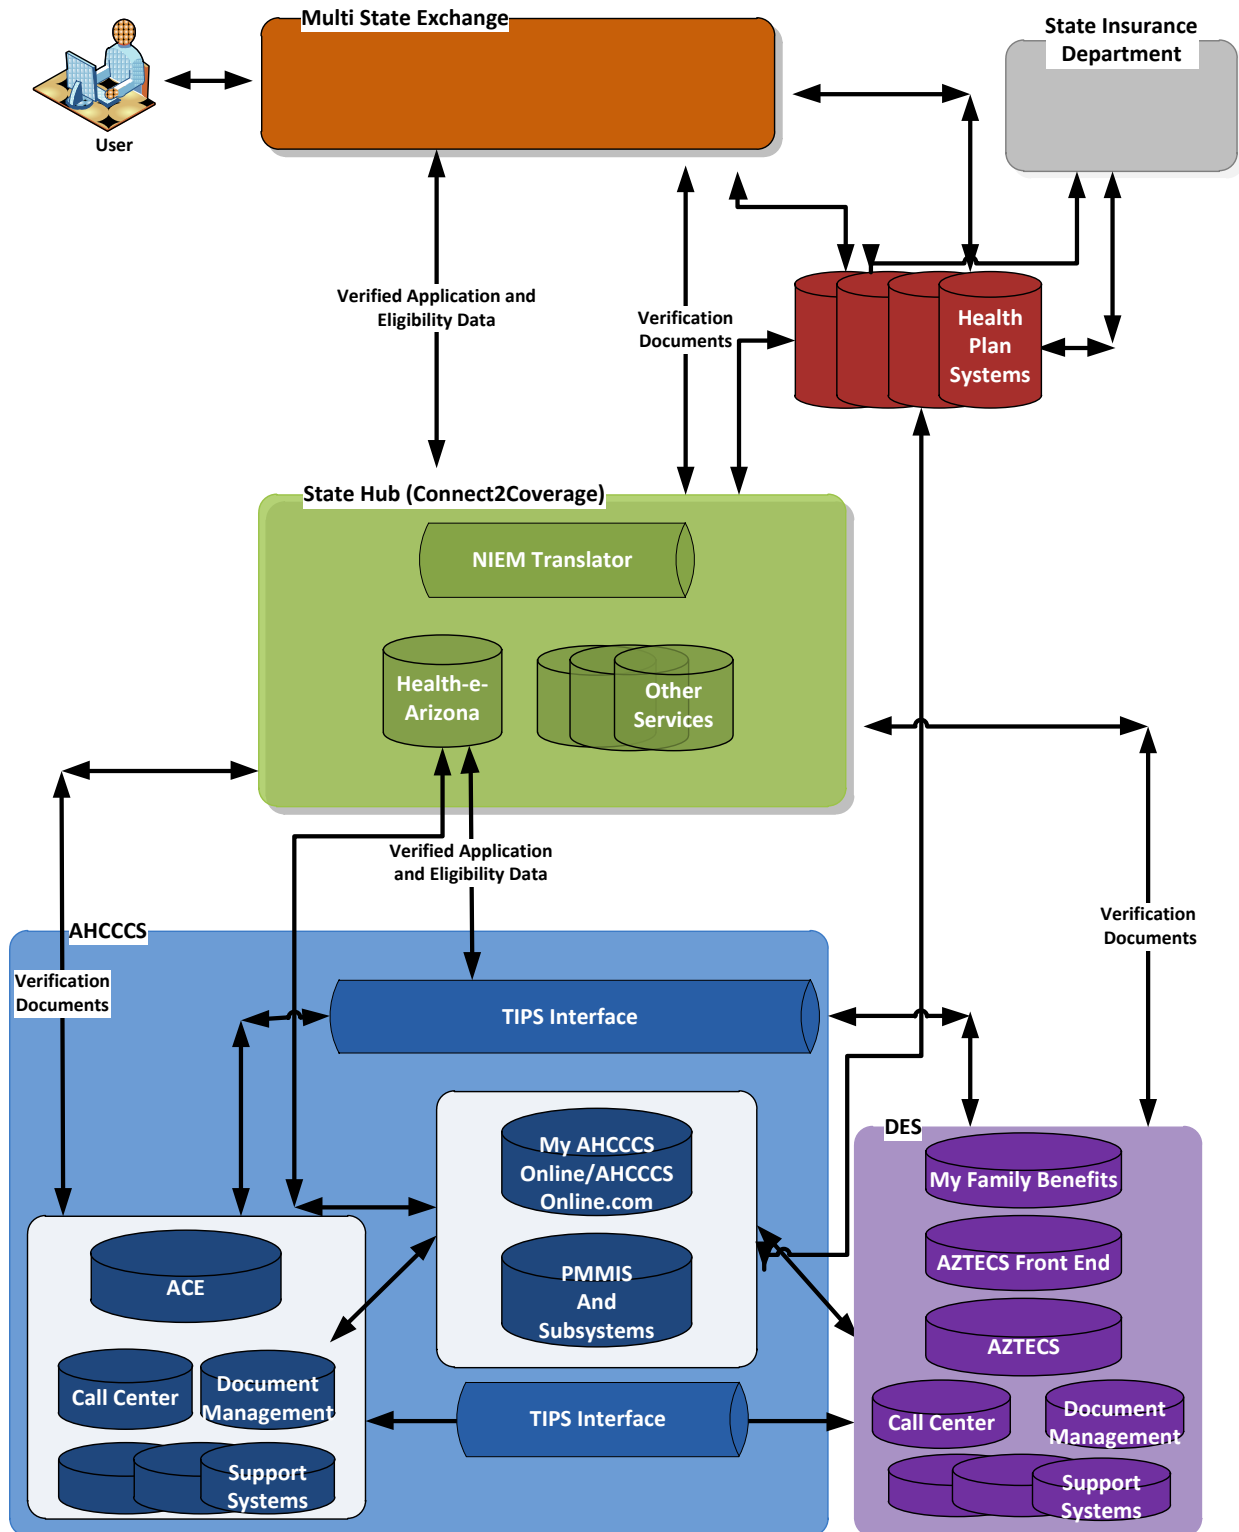 Multi State Exchange
State Insurance
Department
User
Verified Application and
Eligibility Data
Verification
Documents
Health
Plan
Systems
State Hub (Connect2Coverage)
NIEM Translator
Health-e-
Arizona
Other
Services
Verified Application
and Eligibility Data
Verification
Documents
AHCCCS
Verification
Documents
TIPS Interface
My AHCCCS
Online/AHCCCS
Online.com
PMMIS
And
Subsystems
ACE
Call Center
Document
Management
Support
Systems
TIPS Interface
DES
My Family Benefits
AZTECS Front End
AZTECS
Call Center
Document
Management
Support
Systems